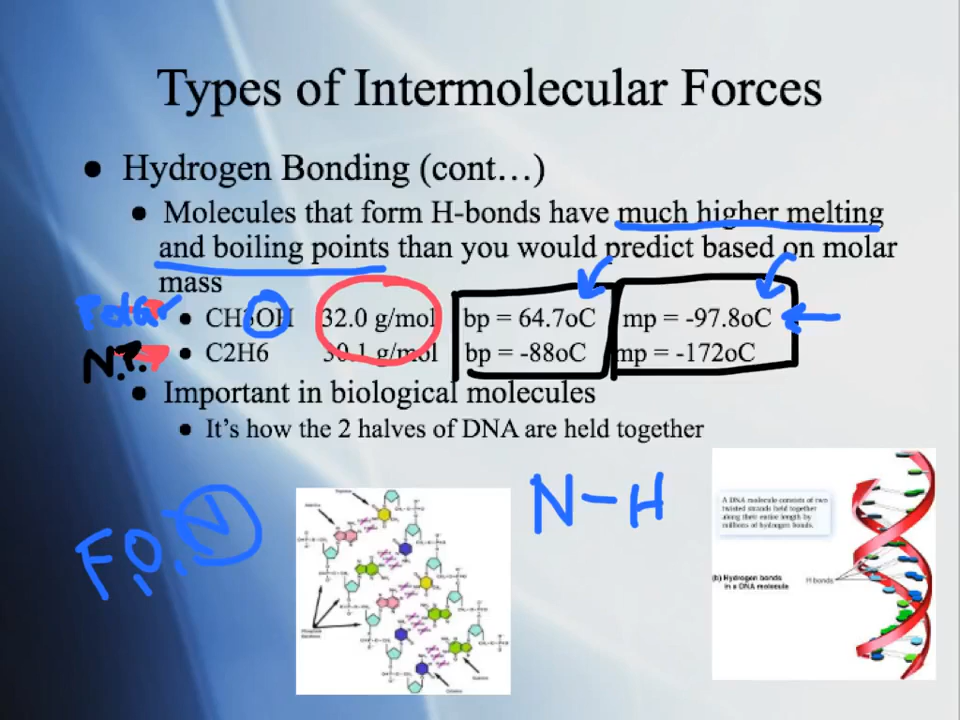 Types of Intermolecular Forces
● Hydrogen Bonding (cont…)
● Molecules that form H-bonds have much higher melting
and boiling points than you would predict based on molar
mass
Polar
● CH3OH 32.0 g/mol bp = 64.7oC mp = -97.8oC
N.P.
● C2H6 30.1 g/mol bp = -88oC mp = -172oC
● Important in biological molecules
● It's how the 2 halves of DNA are held together
F, O, N
N-H
A DNA molecule consists of two
twisted strands held together
along their entire length by
millions of hydrogen bonds.
(b) Hydrogen bonds
in a DNA molecule
H bonds